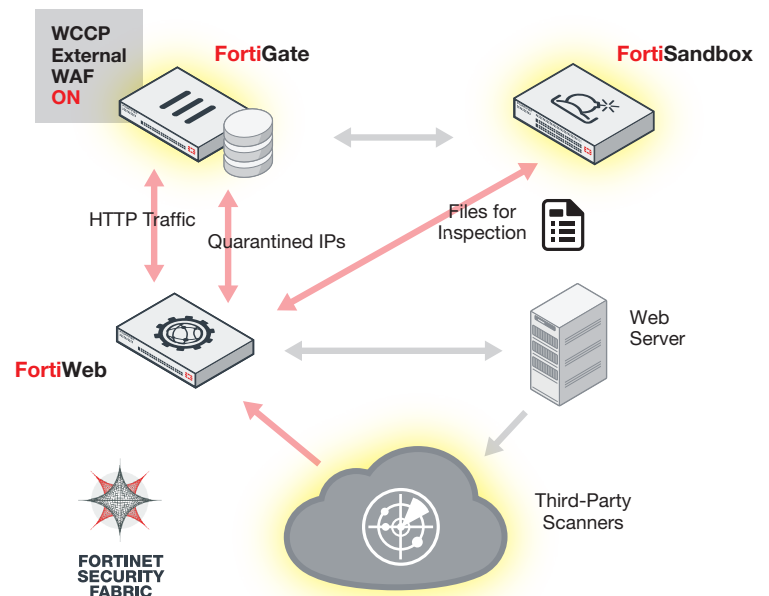 WCCP
External
WAF
ON
FortiGate
FortiSandbox
HTTP Traffic
Quarantined IPs
Files for
Inspection
Web
Server
FortiWeb
Third-Party
Scanners
FORTINET
SECURITY
FABRIC